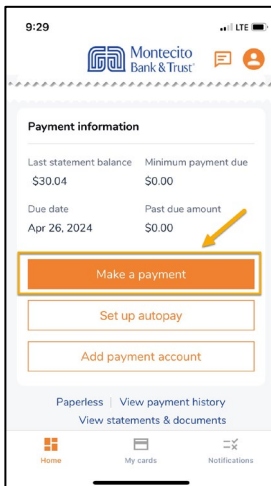 9:29 LTE
Montecito
Bank & Trust
Payment information
Last statement balance Minimum payment due
$30.04 $0.00
Due date Past due amount
Apr 26, 2024 $0.00
Make a payment
Set up autopay
Add payment account
Paperless | View payment history
View statements & documents
Home My cards Notifications